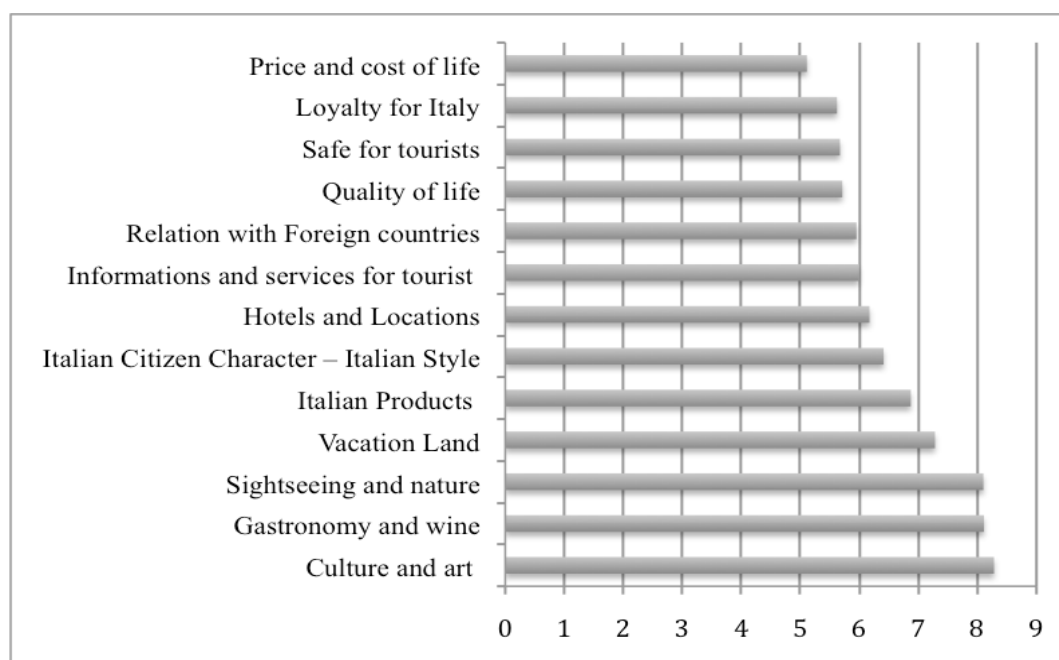 Price and cost of life
Loyalty for Italy
Safe for tourists
Quality of life
Relation with Foreign countries
Informations and services for tourist
Hotels and Locations
Italian Citizen Character – Italian Style
Italian Products
Vacation Land
Sightseeing and nature
Gastronomy and wine
Culture and art
0 1 2 3 4 5 6 7 8 9